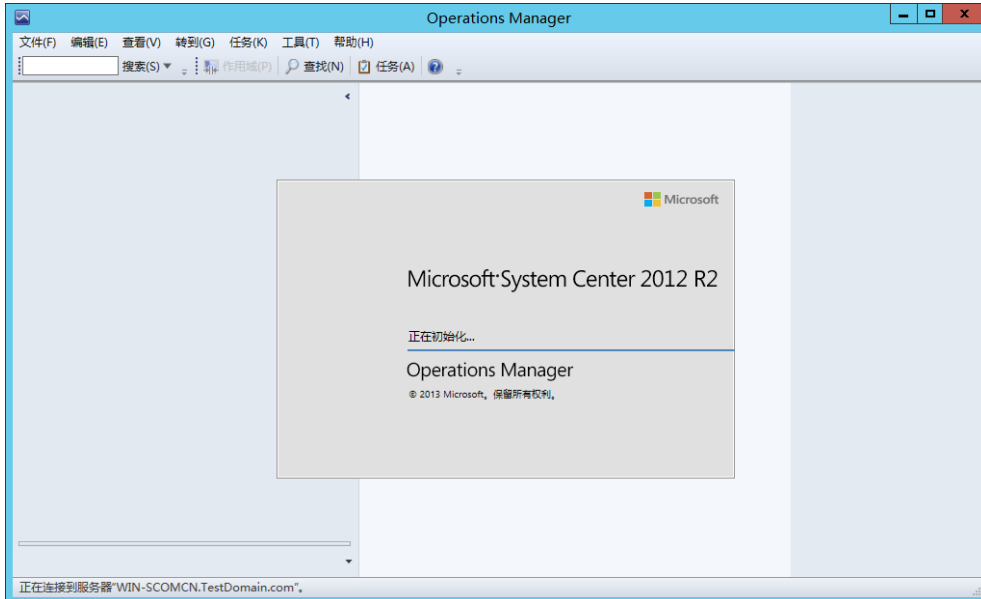 Operations Manager
文件(F) 编辑(E) 查看(V) 转到(G) 任务(K) 工具(T) 帮助(H)
搜索(S) 作用域(P) 查找(N) 任务(A)
Microsoft
Microsoft System Center 2012 R2
正在初始化...
Operations Manager
© 2013 Microsoft。保留所有权利。
正在连接到服务器"WIN-SCOMCN.TestDomain.com"。